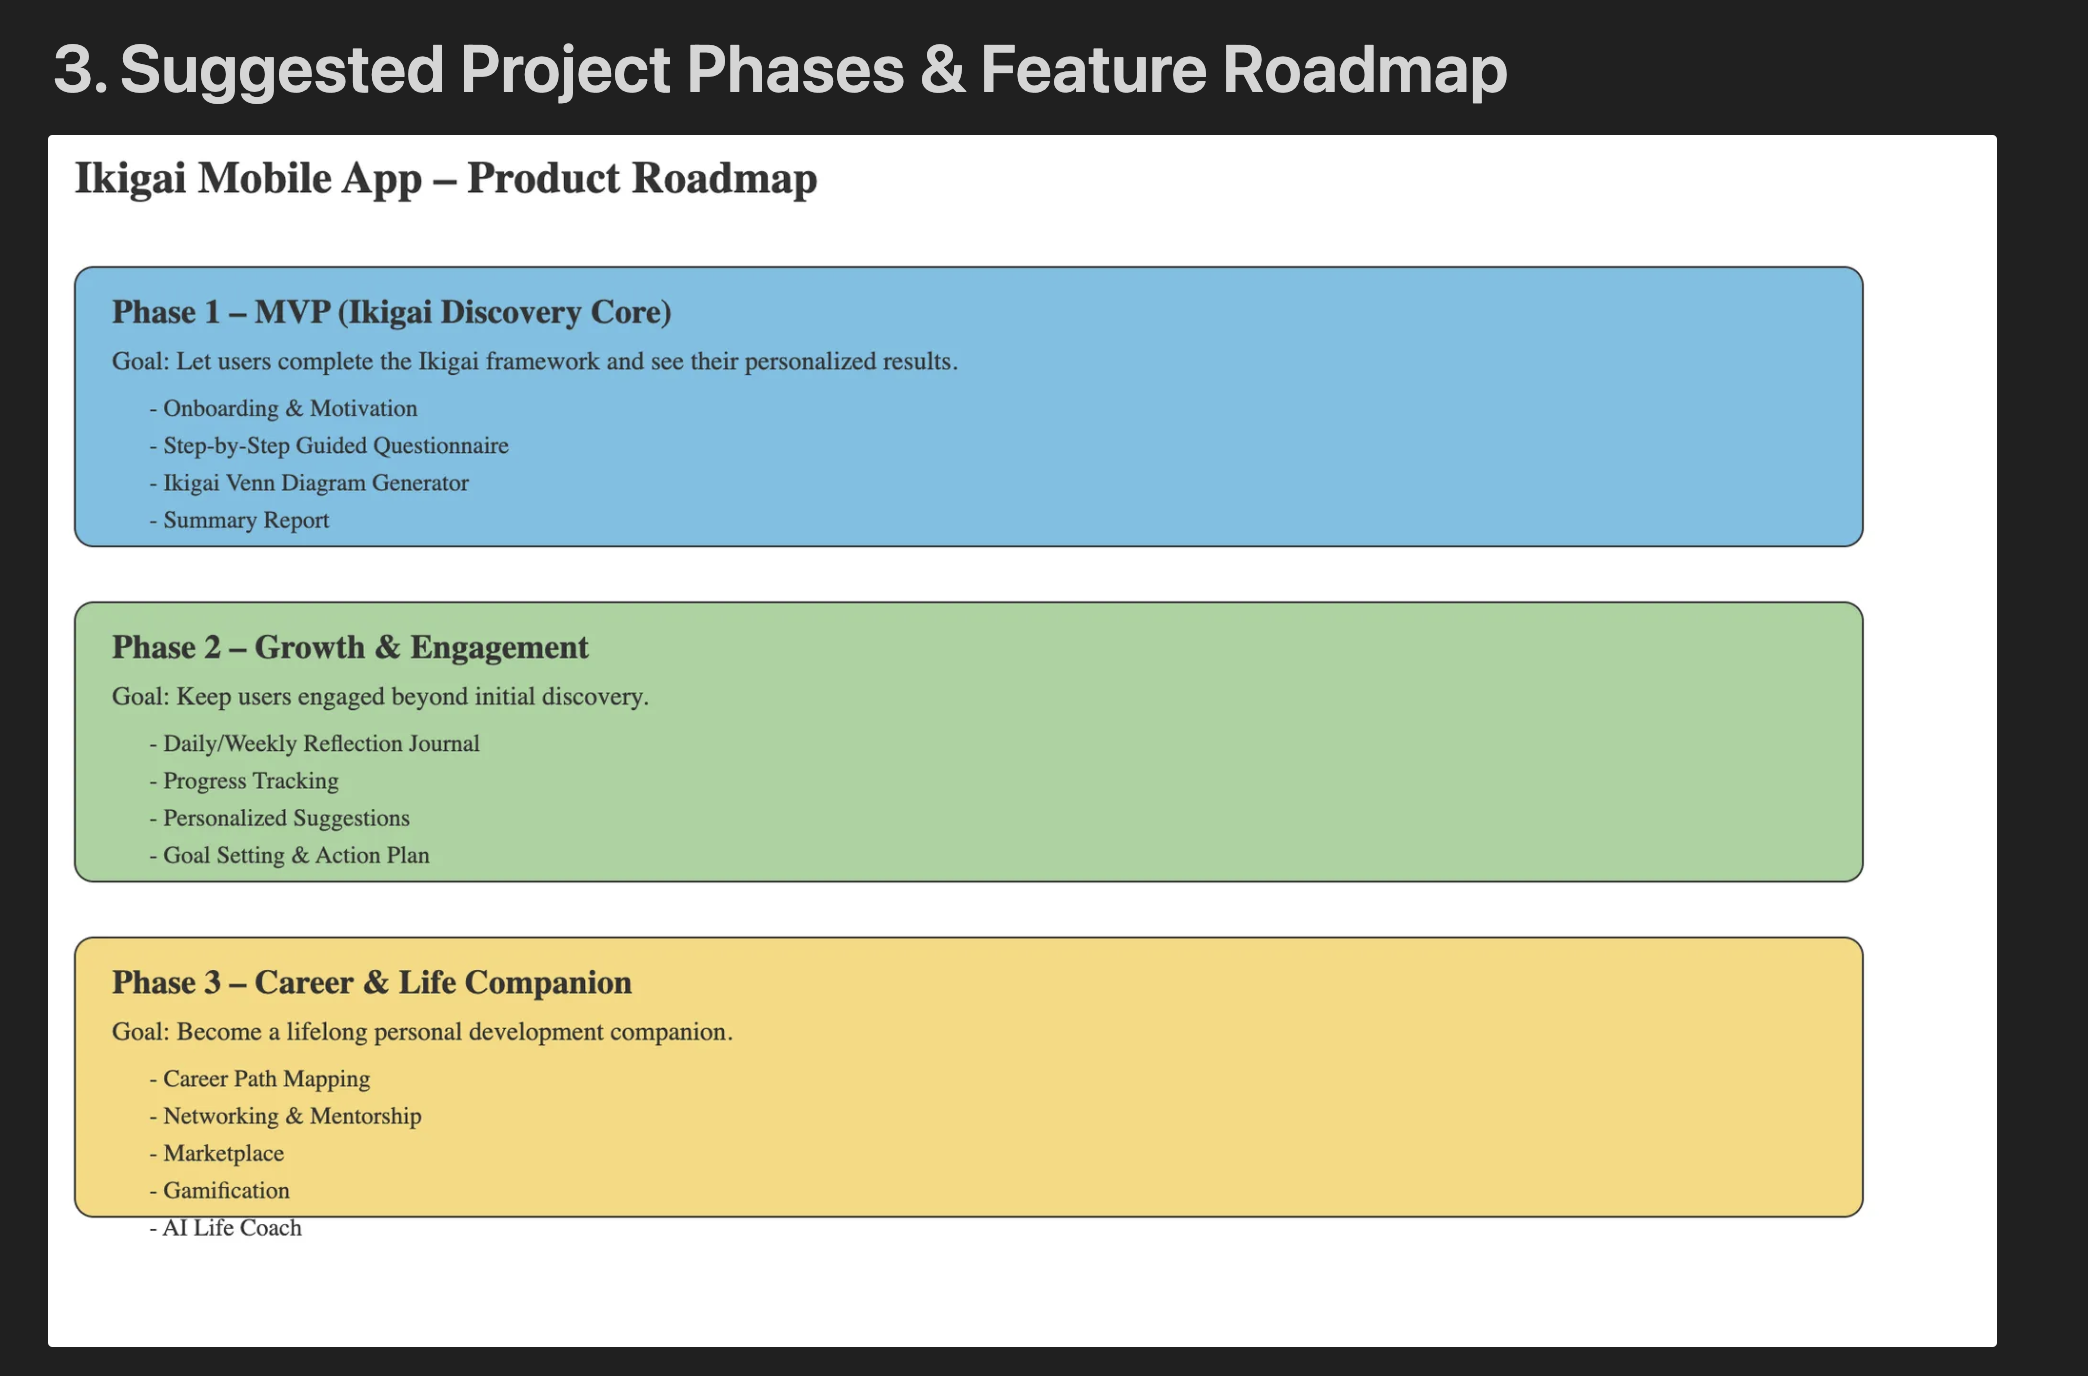 3. Suggested Project Phases & Feature Roadmap
Ikigai Mobile App – Product Roadmap
Phase 1 – MVP (Ikigai Discovery Core)
Goal: Let users complete the Ikigai framework and see their personalized results.
- Onboarding & Motivation
- Step-by-Step Guided Questionnaire
- Ikigai Venn Diagram Generator
- Summary Report
Phase 2 – Growth & Engagement
Goal: Keep users engaged beyond initial discovery.
- Daily/Weekly Reflection Journal
- Progress Tracking
- Personalized Suggestions
- Goal Setting & Action Plan
Phase 3 – Career & Life Companion
Goal: Become a lifelong personal development companion.
- Career Path Mapping
- Networking & Mentorship
- Marketplace
- Gamification
- AI Life Coach